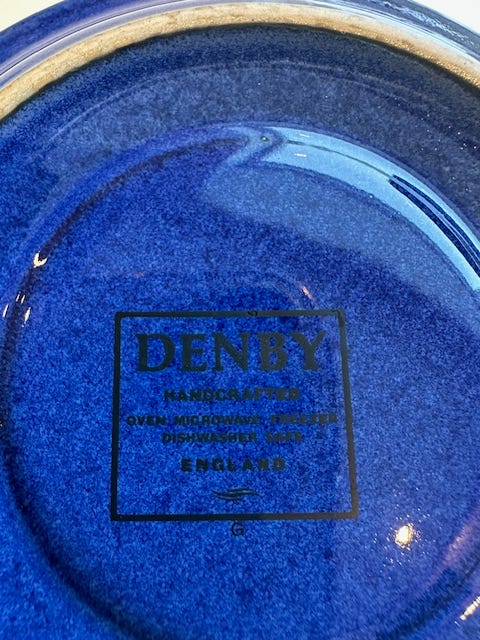 DENBY
HANDCRAFTED
OVEN, MICROWAVE, FREEZER
DISHWASHER SAFE
ENGLAND
G